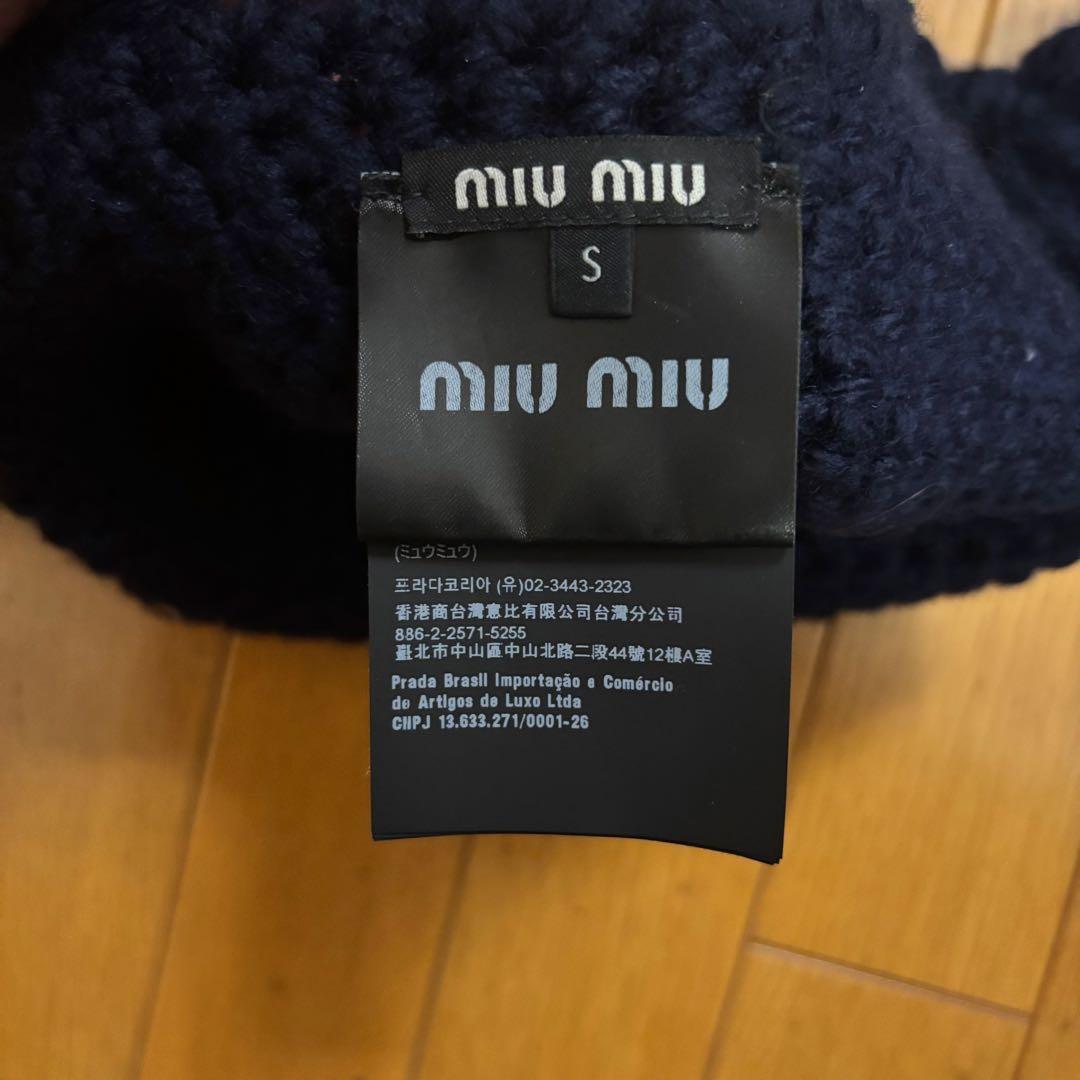 miu miu
S
miu miu
(ミュウミュウ)
프라다코리아 (유)02-3443-2323
香港商台灣惠比有限公司台灣分公司
886-2-2571-5255
臺北市中山區中山北路二段44號12樓A室
Prada Brasil Importação e Comércio
de Artigos de Luxo Ltda
CNPJ 13.633.271/0001-26